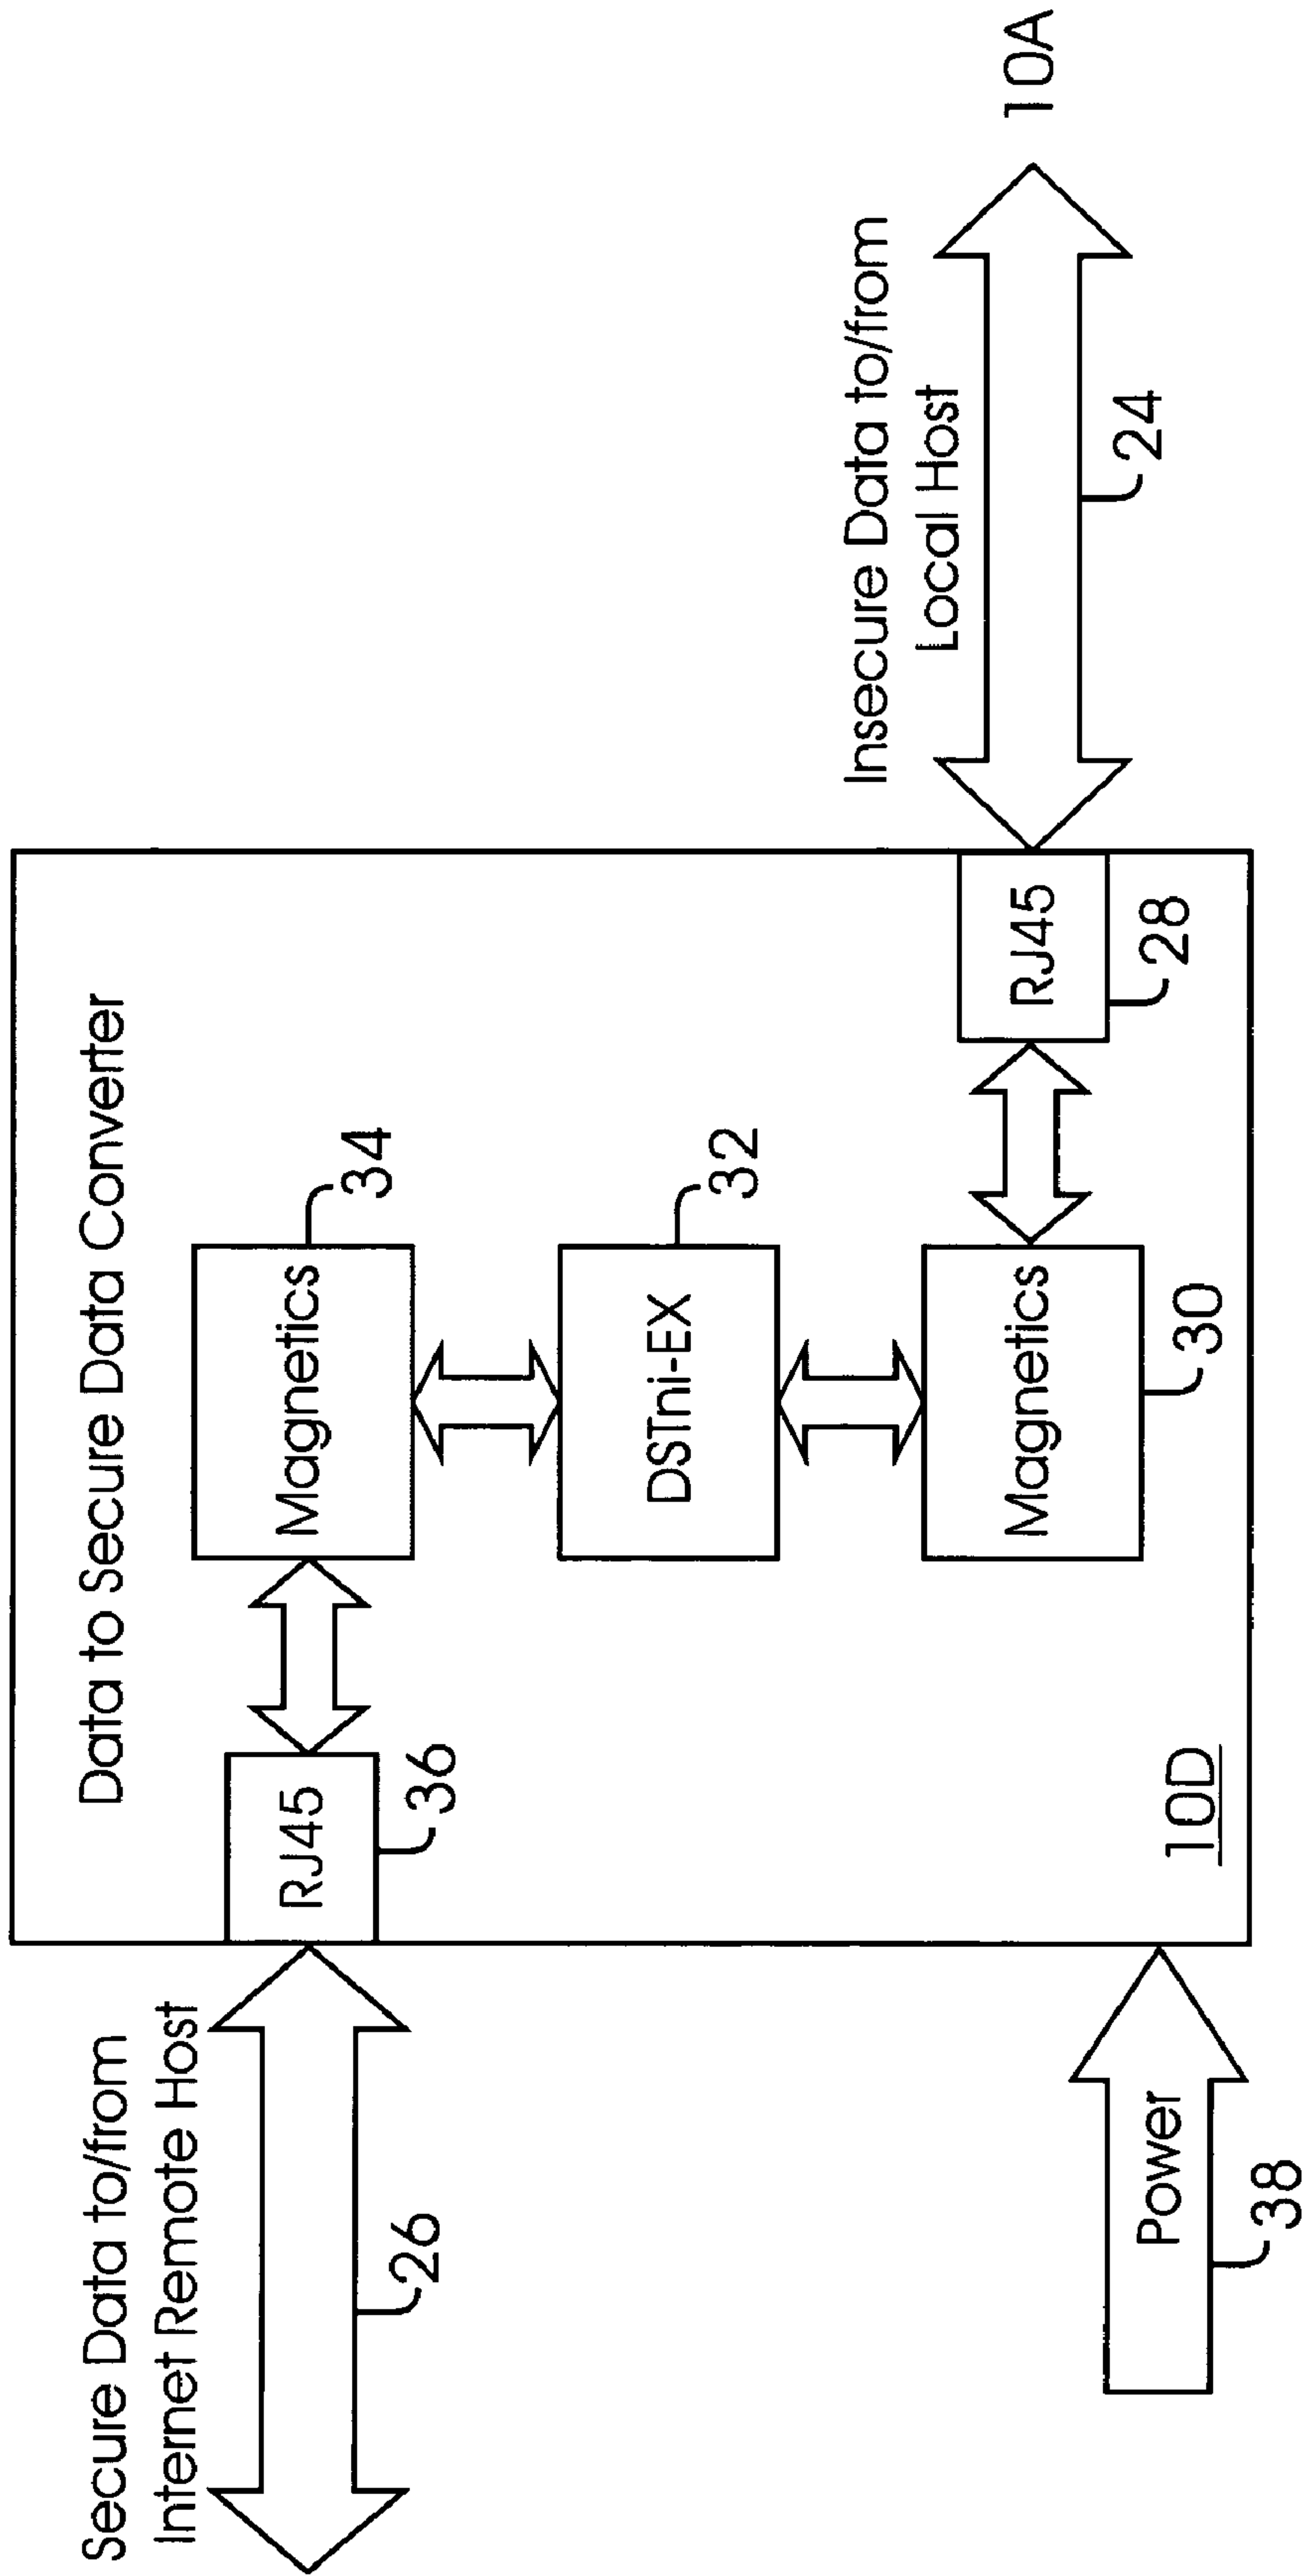 Secure Data to/from
Internet Remote Host
26
Data to Secure Data Converter
RJ45
36
Magnetics
34
DSTni-EX
32
Magnetics
30
RJ45
28
10D
Insecure Data to/from
Local Host
24
10A
Power
38